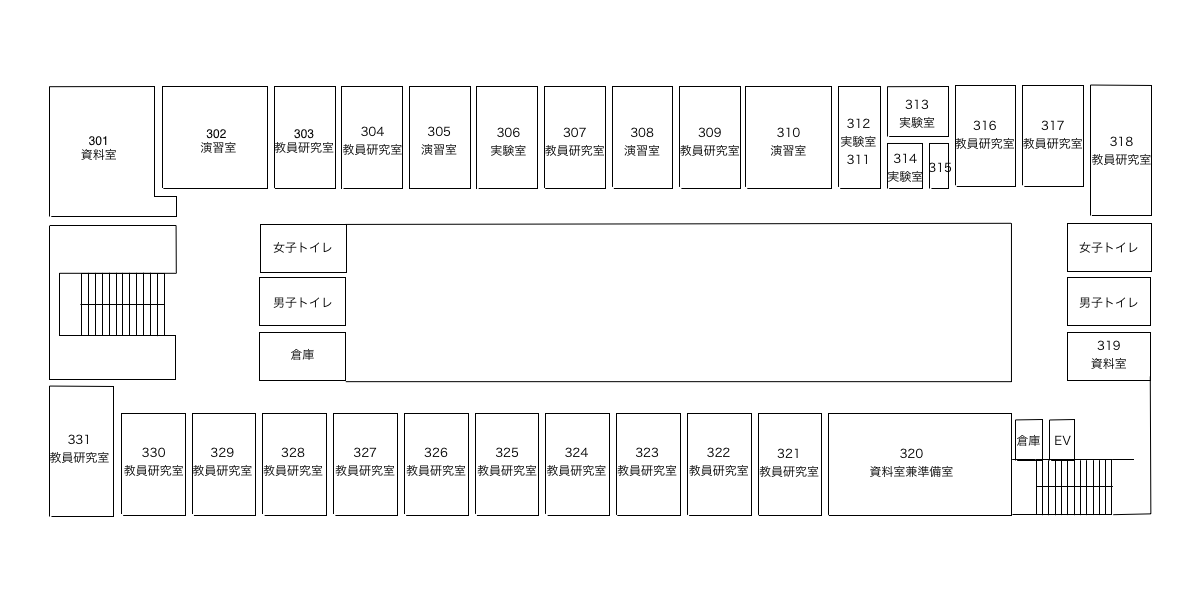 301
資料室
302
演習室
303
教員研究室
304
教員研究室
305
演習室
306
実験室
307
教員研究室
308
演習室
309
教員研究室
310
演習室
312
実験室
311
313
実験室
314
実験室
315
316
教員研究室
317
教員研究室
318
教員研究室
女子トイレ
男子トイレ
倉庫
女子トイレ
男子トイレ
319
資料室
331
教員研究室
330
教員研究室
329
教員研究室
328
教員研究室
327
教員研究室
326
教員研究室
325
教員研究室
324
教員研究室
323
教員研究室
322
教員研究室
321
教員研究室
320
資料室兼準備室
倉庫
EV